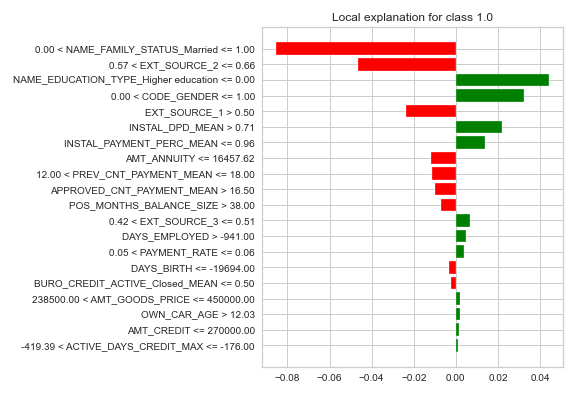 Local explanation for class 1.0
0.00 < NAME_FAMILY_STATUS_Married <= 1.00
0.57 < EXT_SOURCE_2 <= 0.66
NAME_EDUCATION_TYPE_Higher education <= 0.00
0.00 < CODE_GENDER <= 1.00
EXT_SOURCE_1 > 0.50
INSTAL_DPD_MEAN > 0.71
INSTAL_PAYMENT_PERC_MEAN <= 0.96
AMT_ANNUITY <= 16457.62
12.00 < PREV_CNT_PAYMENT_MEAN <= 18.00
APPROVED_CNT_PAYMENT_MEAN > 16.50
POS_MONTHS_BALANCE_SIZE > 38.00
0.42 < EXT_SOURCE_3 <= 0.51
DAYS_EMPLOYED > -941.00
0.05 < PAYMENT_RATE <= 0.06
DAYS_BIRTH <= -19694.00
BURO_CREDIT_ACTIVE_Closed_MEAN <= 0.50
238500.00 < AMT_GOODS_PRICE <= 450000.00
OWN_CAR_AGE > 12.03
AMT_CREDIT <= 270000.00
-419.39 < ACTIVE_DAYS_CREDIT_MAX <= -176.00
−0.08 −0.06 −0.04 −0.02 0.00 0.02 0.04